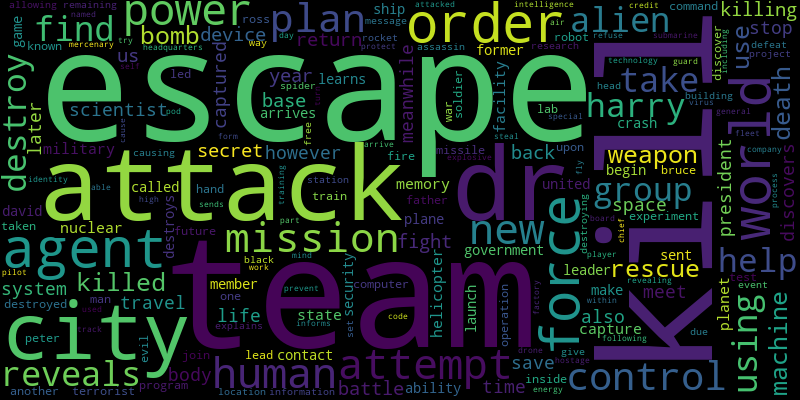 power
plan
order
alien
killing
find
bomb
device
ross
message
ship
command
allowing
remaining
named
mercenary
game
known
us
return
former
assassin
attacked
intelligence
air
credit
refuse
stop
defeat
project
discover
including
use
try
headquarters
way
day
rocket
protect
robot
research
escape
year
learns
meanwhile
submarine
head
technology
guard
take
led
spider
facility
captured
destroy
later
scientist
base
arrives
soldier
war
lab
harry
building
virus
death
self
pod
free
special
crash
general
fleet
company
world
military
causing
cause
form
secret
however
fire
missile
back
upon
steal
weapon
begin
bruce
kill
identity
able
called
hand
station
arrive
explosive
david
high
sends
training
train
memory
united
fly
group
president
process
discovers
attack
dr
father
space
taken
nuclear
destroys
future
part
plane
new
experiment
board
chief
agent
mission
fight
force
player
destroying
government
sent
black
work
mind
leader
rescue
revealing
help
system
killed
member
computer
security
helicopter
launch
operation
factory
make
within
meet
planet
best
event
pilot
destroyed
man
used
travel
one
prevent
set
code
team
save
also
due
using
machine
city
track
life
state
explains
informs
capture
following
peter
evil
join
lead
contact
drone
inside
give
hostage
energy
reveals
body
human
attempt
control
another
terrorist
program
location
information
battle
ability
time